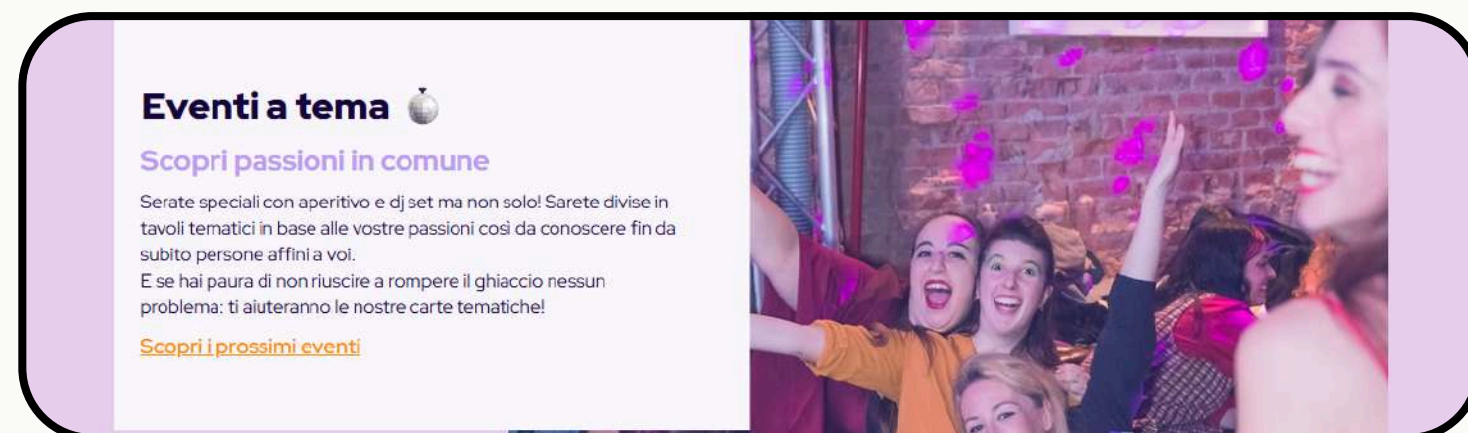 Eventi a tema
Scopri passioni in comune
Serate speciali con aperitivo e dj set ma non solo! Sarete divise in
tavoli tematici in base alle vostre passioni così da conoscere fin da
subito persone affini a voi.
E se hai paura di non riuscire a rompere il ghiaccio nessun
problema: ti aiuteranno le nostre carte tematiche!
Scopri i prossimi eventi